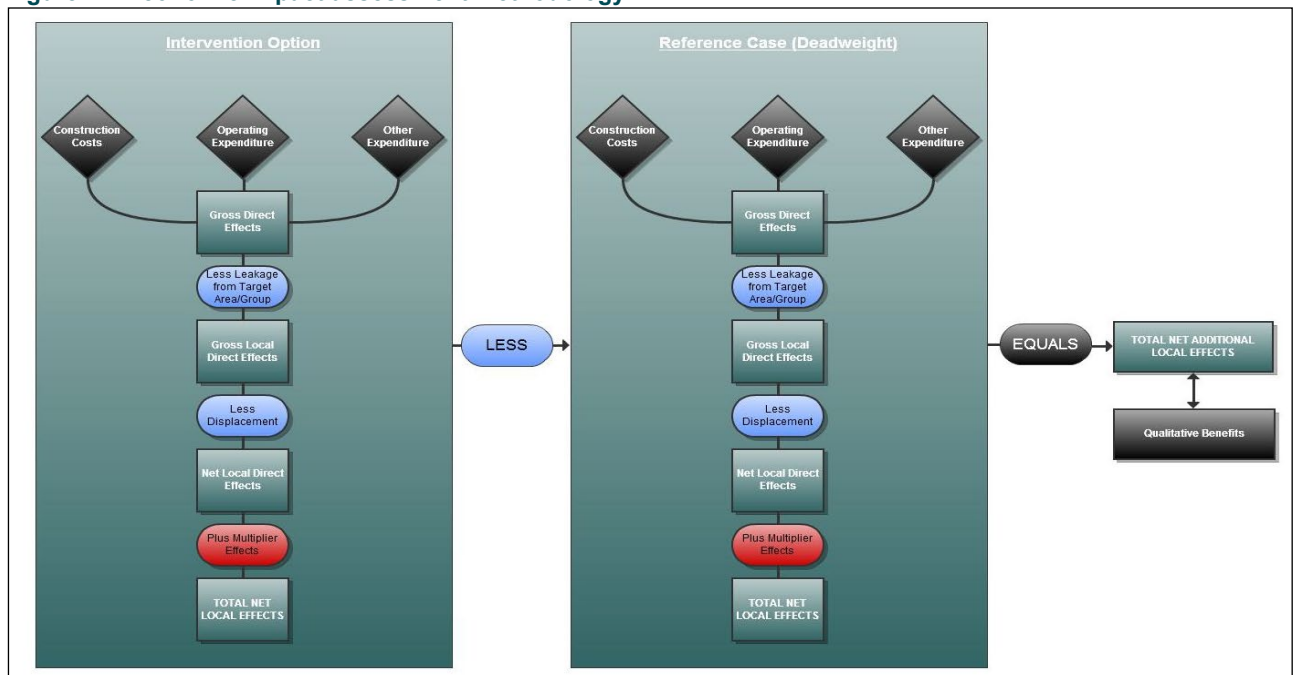 Intervention Option
Construction
Costs
Operating
Expenditure
Other
Expenditure
Gross Direct
Effects
Less Leakage
from Target
Area/Group
Gross Local
Direct Effects
Less
Displacement
Net Local Direct
Effects
Plus Multiplier
Effects
TOTAL NET
LOCAL EFFECTS
LESS
Reference Case (Deadweight)
Construction
Costs
Operating
Expenditure
Other
Expenditure
Gross Direct
Effects
Less Leakage
from Target
Area/Group
Gross Local
Direct Effects
Less
Displacement
Net Local Direct
Effects
Plus Multiplier
Effects
TOTAL NET
LOCAL EFFECTS
EQUALS
TOTAL NET ADDITIONAL
LOCAL EFFECTS
Qualitative Benefits